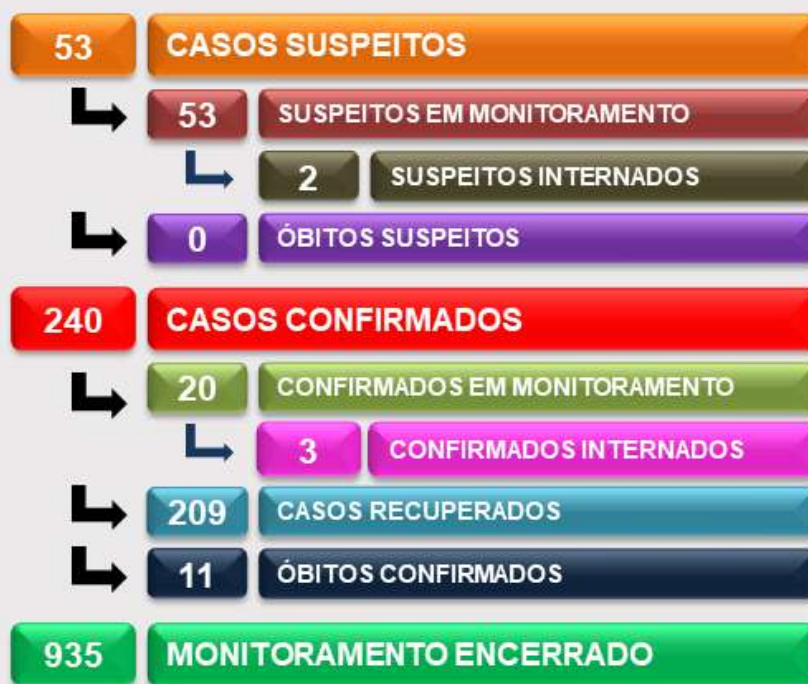 53 CASOS SUSPEITOS
53 SUSPEITOS EM MONITORAMENTO
2 SUSPEITOS INTERNADOS
0 ÓBITOS SUSPEITOS
240 CASOS CONFIRMADOS
20 CONFIRMADOS EM MONITORAMENTO
3 CONFIRMADOS INTERNADOS
209 CASOS RECUPERADOS
11 ÓBITOS CONFIRMADOS
935 MONITORAMENTO ENCERRADO